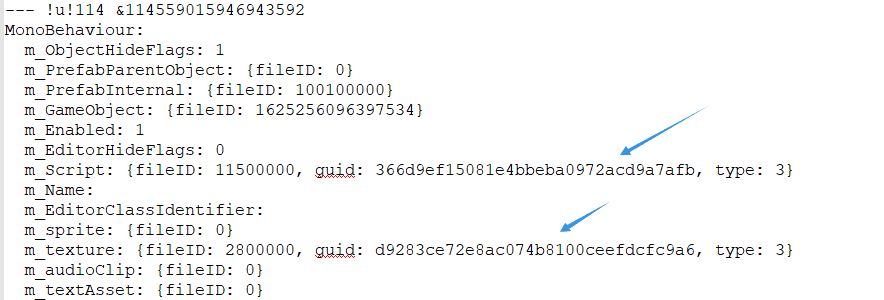 --- !u!114 &114559015946943592
MonoBehaviour:
  m_ObjectHideFlags: 1
  m_PrefabParentObject: {fileID: 0}
  m_PrefabInternal: {fileID: 100100000}
  m_GameObject: {fileID: 1625256096397534}
  m_Enabled: 1
  m_EditorHideFlags: 0
  m_Script: {fileID: 11500000, guid: 366d9ef15081e4bbeba0972acd9a7afb, type: 3}
  m_Name:
  m_EditorClassIdentifier:
  m_sprite: {fileID: 0}
  m_texture: {fileID: 2800000, guid: d9283ce72e8ac074b8100ceefdcfc9a6, type: 3}
  m_audioClip: {fileID: 0}
  m_textAsset: {fileID: 0}